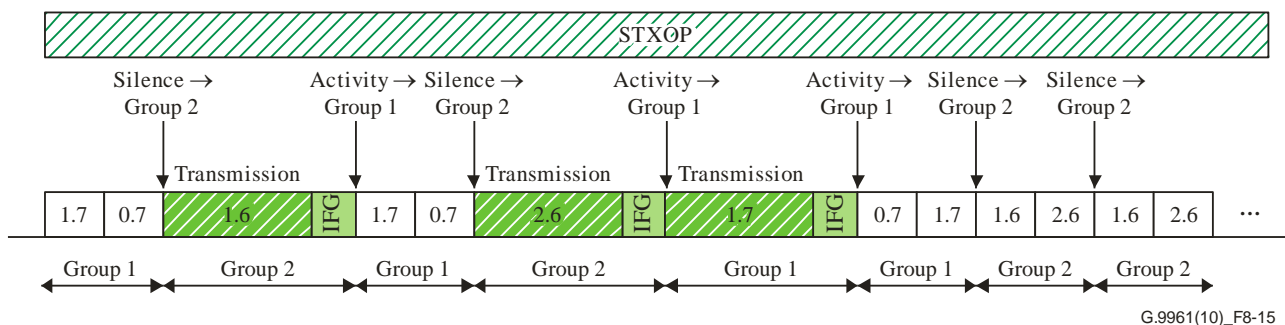 STXOP
Silence → Activity → Silence → Activity → Activity → Silence → Silence →
Group 2 Group 1 Group 2 Group 1 Group 1 Group 2 Group 2
Transmission Transmission Transmission
1.7 0.7 1.6 IFG 1.7 0.7 2.6 IFG 1.7 IFG 0.7 1.7 1.6 2.6 1.6 2.6 ...
Group 1 Group 2 Group 1 Group 2 Group 1 Group 1 Group 2 Group 2
G.9961(10)_F8-15